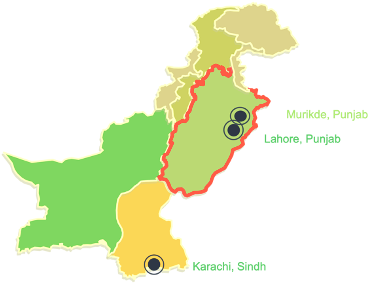 Murikde, Punjab
Lahore, Punjab
Karachi, Sindh